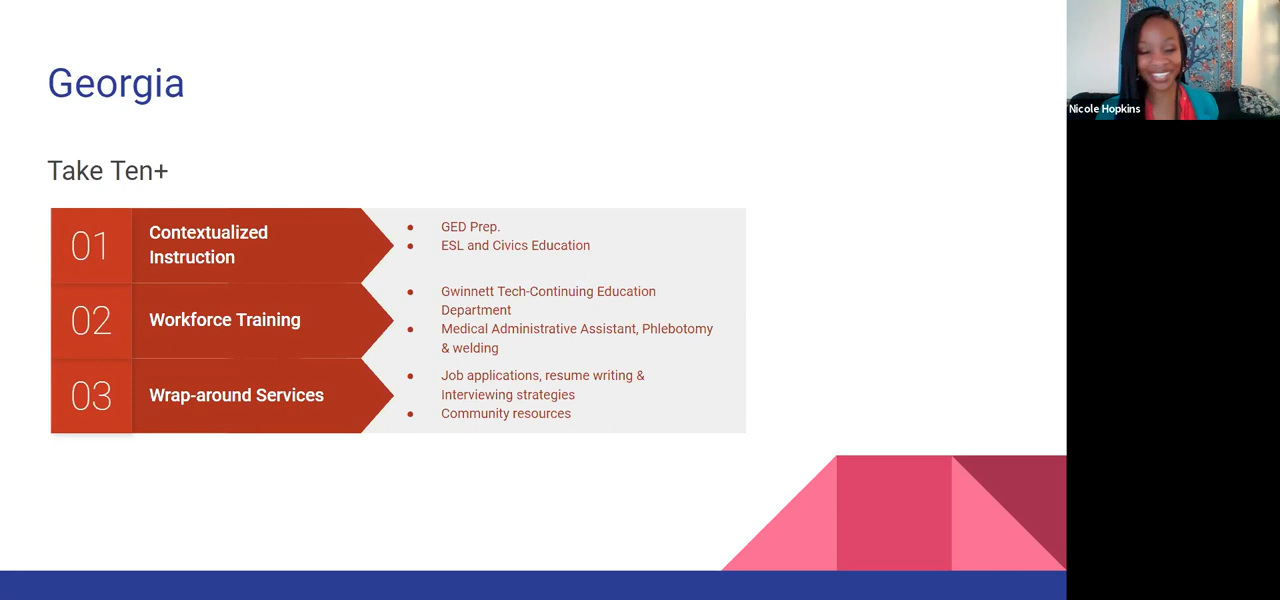 Georgia
Take Ten+
01
Contextualized
Instruction
● GED Prep.
● ESL and Civics Education
02
Workforce Training
● Gwinnett Tech-Continuing Education
Department
● Medical Administrative Assistant, Phlebotomy
& welding
03
Wrap-around Services
● Job applications, resume writing &
Interviewing strategies
● Community resources
Nicole Hopkins